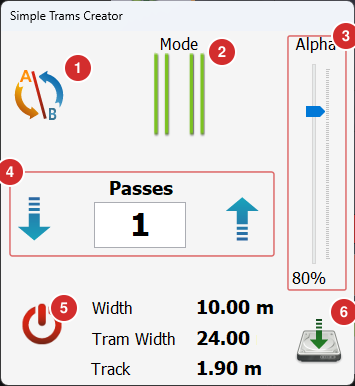 Simple Trams Creator
1
A
B
Mode
2
Alpha
3
80%
4
Passes
1
5
Width 10.00 m
Tram Width 24.00
Track 1.90 m
6